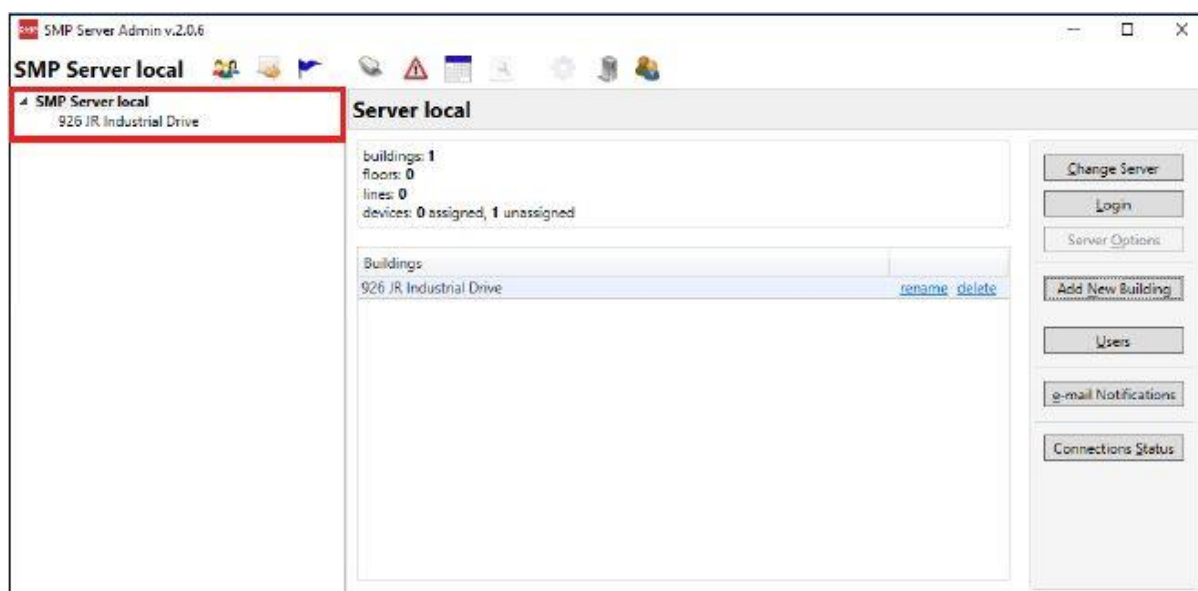 SMP Server Admin v.2.0.6
SMP Server local
SMP Server local
926 JR Industrial Drive
Server local
buildings: 1
floors: 0
lines: 0
devices: 0 assigned, 1 unassigned
Buildings
926 JR Industrial Drive rename delete
Change Server
Login
Server Options
Add New Building
Users
e-mail Notifications
Connections Status